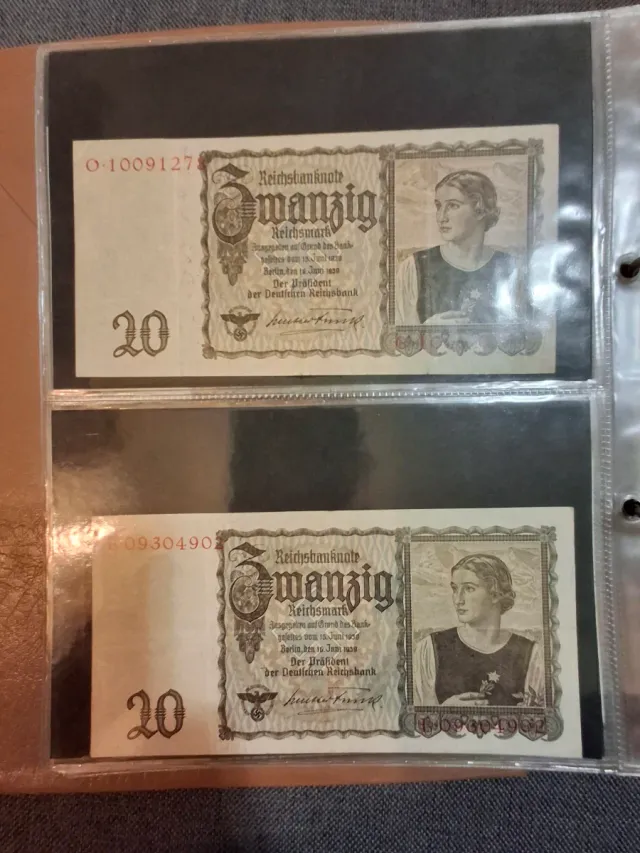 O·1009127
Reichsbanknote
Zwanzig
Reichsmark
Ausgegeben auf Grund des Bank-
gesetzes vom 15. Juni 1939
Berlin, den 16. Juni 1939
Der Präsident
der Deutschen Reichsbank
20
09304902
Reichsbanknote
Zwanzig
Reichsmark
Ausgegeben auf Grund des Bank-
gesetzes vom 15. Juni 1939
Berlin, den 16. Juni 1939
Der Präsident
der Deutschen Reichsbank
20
09304902